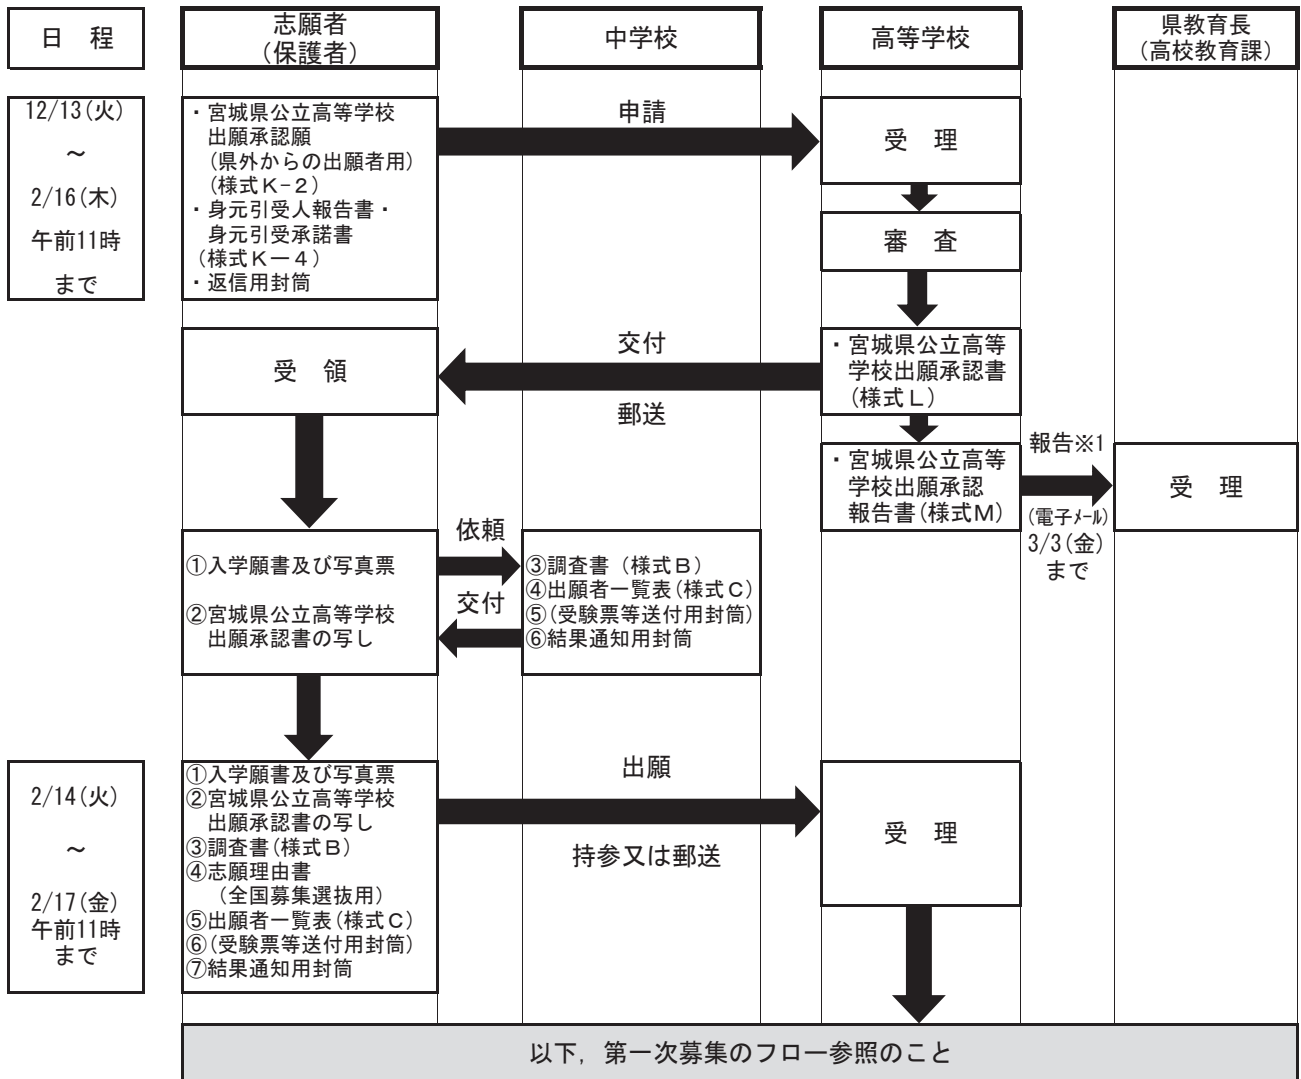 日　程
志願者
（保護者）
中学校
高等学校
県教育長
（高校教育課）
12/13(火)
～
2/16(木)
午前11時
まで
・宮城県公立高等学校
出願承認願
(県外からの出願者用)
(様式Ｋ-２)
・身元引受人報告書・
身元引受承諾書
(様式Ｋ－４)
・返信用封筒
申請
受　理
審　査
受　領
交付
郵送
・宮城県公立高等
学校出願承認書
(様式Ｌ)
・宮城県公立高等
学校出願承認
報告書(様式Ｍ)
報告※1
(電子ﾒｰﾙ)
3/3(金)
まで
受　理
①入学願書及び写真票
②宮城県公立高等学校
出願承認書の写し
依頼
交付
③調査書（様式Ｂ）
④出願者一覧表(様式Ｃ)
⑤(受験票等送付用封筒)
⑥結果通知用封筒
2/14(火)
～
2/17(金)
午前11時
まで
①入学願書及び写真票
②宮城県公立高等学校
出願承認書の写し
③調査書(様式Ｂ)
④志願理由書
（全国募集選抜用）
⑤出願者一覧表(様式Ｃ)
⑥(受験票等送付用封筒)
⑦結果通知用封筒
出願
持参又は郵送
受　理
以下，第一次募集のフロー参照のこと